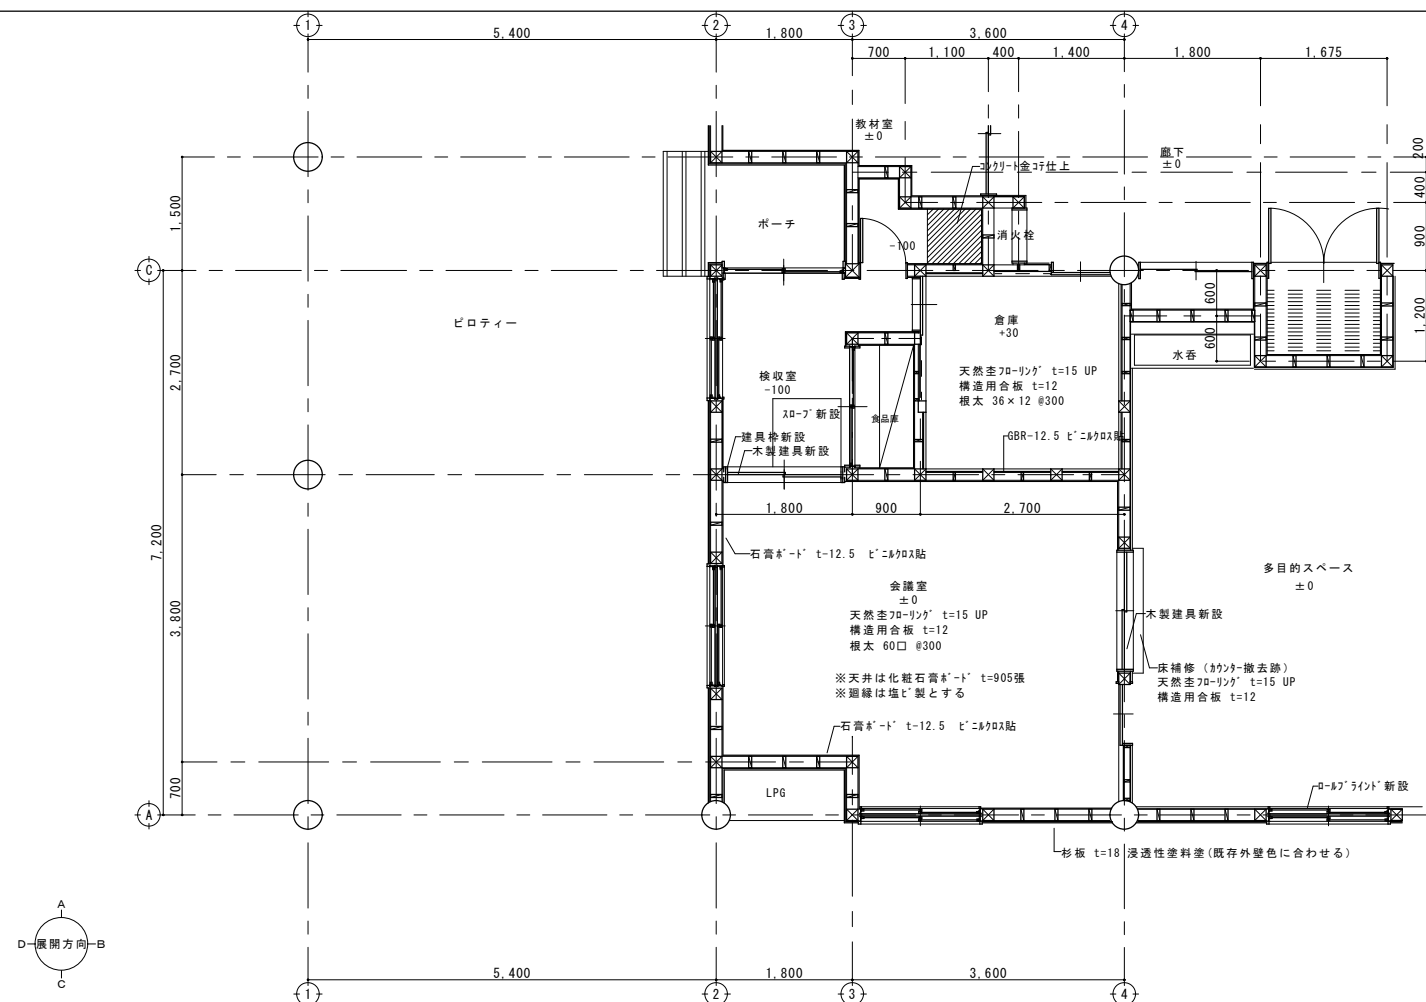 1
2
3
4
5,400
1,800
3,600
700
1,100
400
1,400
1,800
1,675
教材室
±0
コンクリート金コテ仕上
廊下
±0
200
400
900
1,200
1,500
ポーチ
-100
消火栓
C
ピロティー
倉庫
+30
600
600
水呑
2,700
検収室
-100
天然杢フローリング t=15 UP
構造用合板 t=12
根太 36×12 @300
スロープ新設
食品庫
建具枠新設
木製建具新設
GBR-12.5 ビニルクロス貼
1,800
900
2,700
7,200
石膏ボード t-12.5 ビニルクロス貼
会議室
±0
天然杢フローリング t=15 UP
構造用合板 t=12
根太 60口 @300
多目的スペース
±0
3,800
木製建具新設
※天井は化粧石膏ボード t=905張
※廻縁は塩ビ製とする
床補修（カウンター撤去跡）
天然杢フローリング t=15 UP
構造用合板 t=12
石膏ボード t-12.5 ビニルクロス貼
700
LPG
ロールブラインド新設
A
杉板 t=18 浸透性塗料塗(既存外壁色に合わせる)
A
D 展開方向 B
C
5,400
1,800
3,600
1
2
3
4